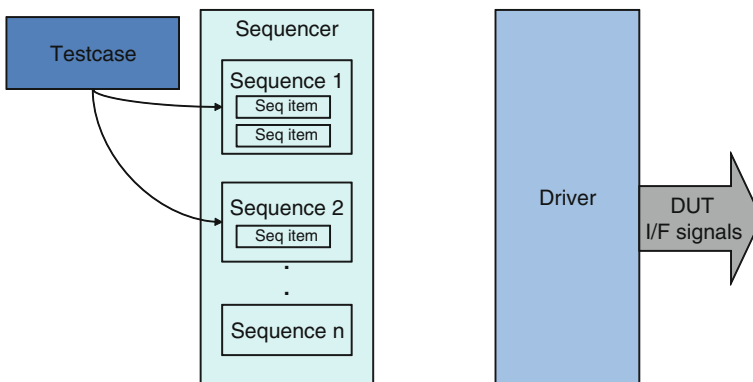 Testcase
Sequencer
Sequence 1
Seq item
Seq item
Sequence 2
Seq item
.
.
Sequence n
Driver
DUT
I/F signals